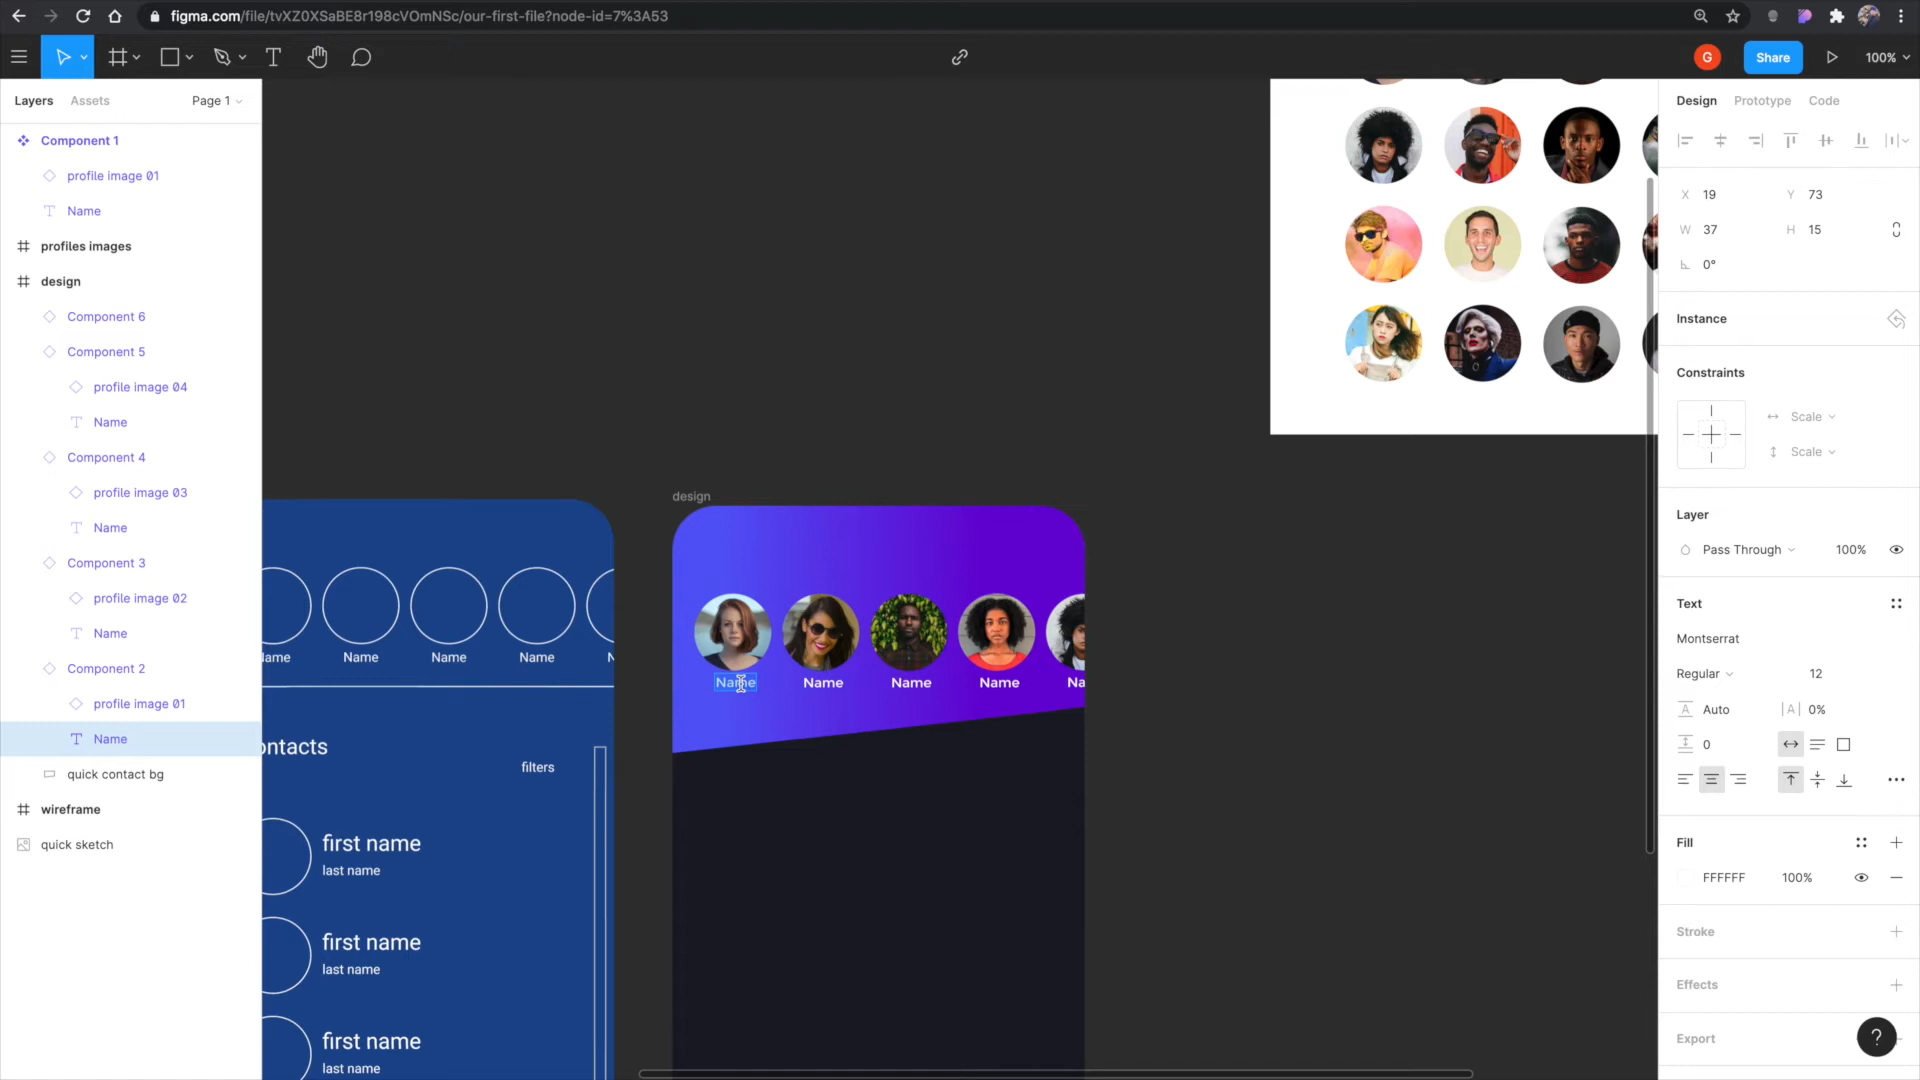 figma.com/file/tvXZ0XSaBE8r198cVOmNSc/our-first-file?node-id=7%3A53
G
Share
100%
Layers
Assets
Page 1
Component 1
profile image 01
Name
profiles images
design
Component 6
Component 5
profile image 04
Name
Component 4
profile image 03
Name
Component 3
profile image 02
Name
Component 2
profile image 01
Name
quick contact bg
wireframe
quick sketch
ame
Name
Name
Name
N
ontacts
filters
first name
last name
first name
last name
first name
last name
design
Name
Name
Name
Name
Na
Design
Prototype
Code
X 19
Y 73
W 37
H 15
0°
Instance
Constraints
Scale
Scale
Layer
Pass Through
100%
Text
Montserrat
Regular
12
A Auto
|A| 0%
0
Fill
FFFFFF
100%
Stroke
Effects
Export
?